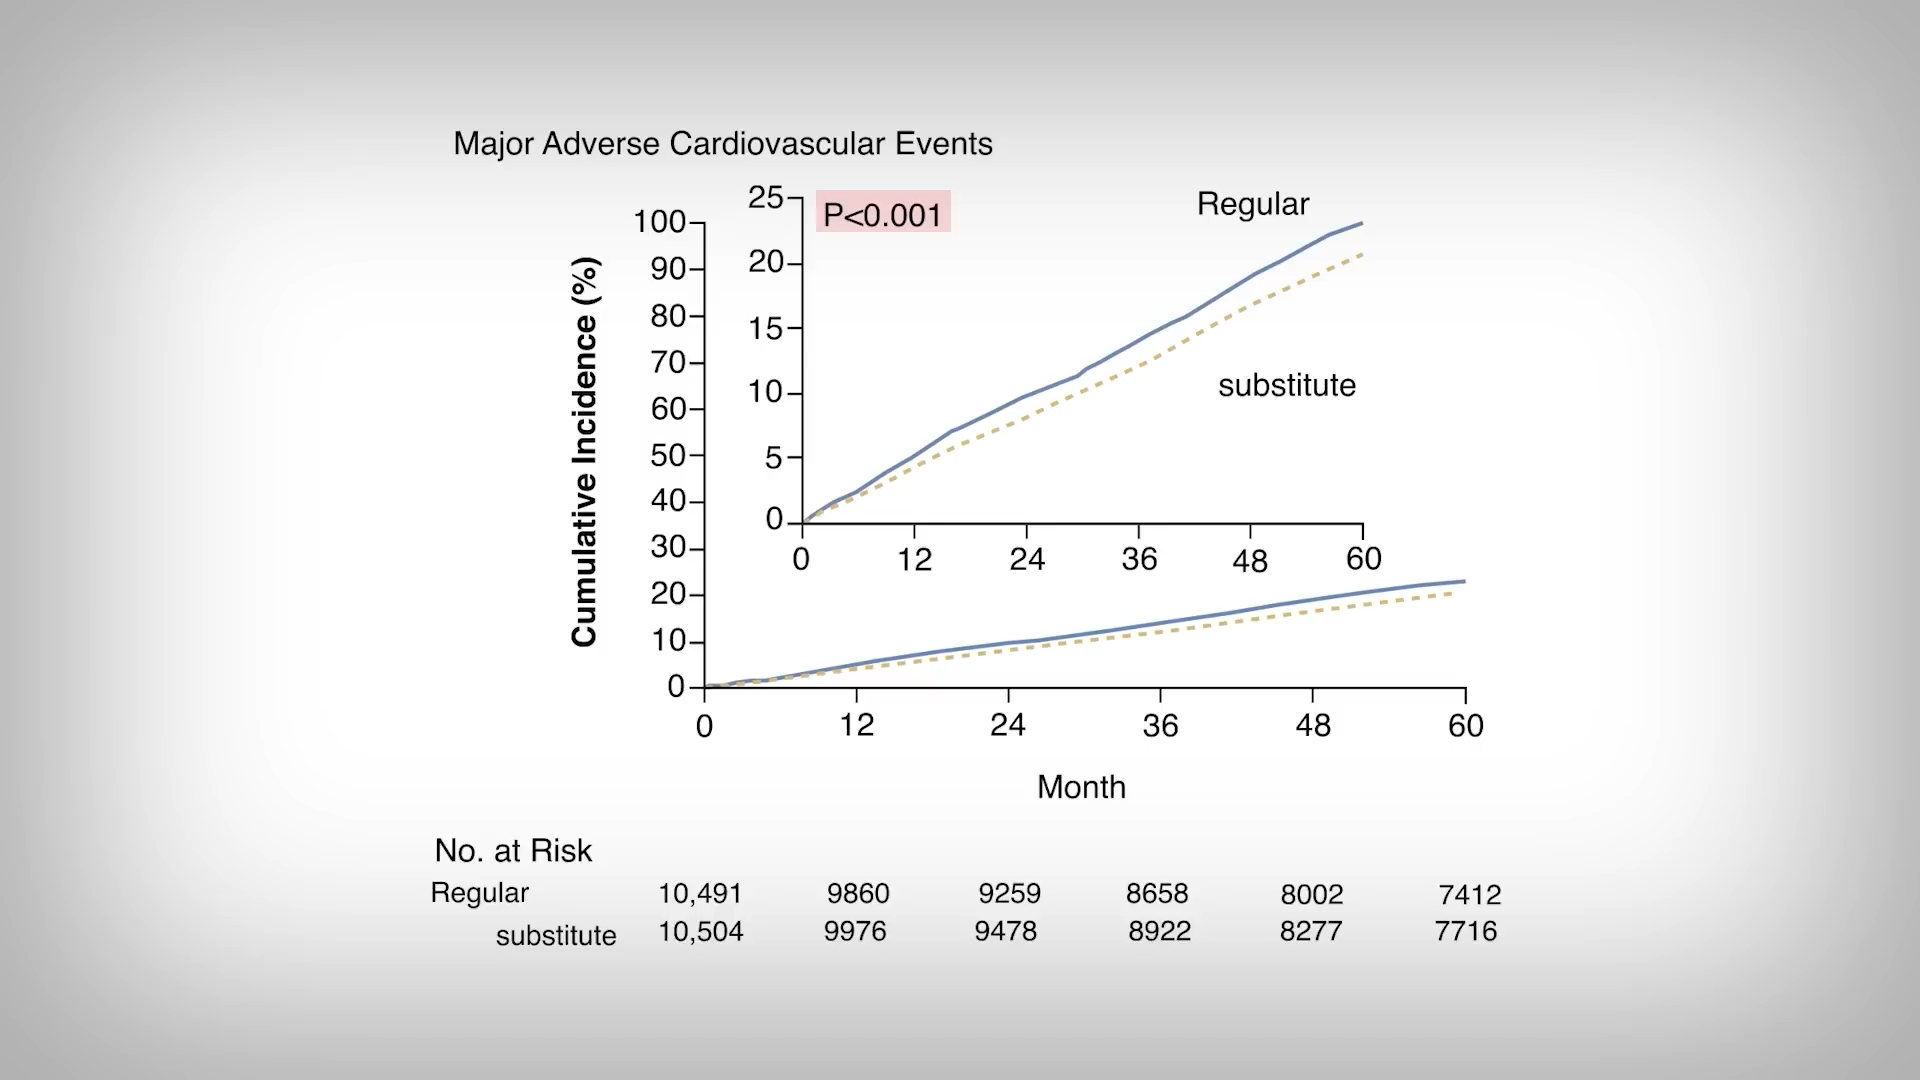 Major Adverse Cardiovascular Events
Cumulative Incidence (%)
100
90
80
70
60
50
40
30
20
10
0
0 12 24 36 48 60
25
20
15
10
5
0
0 12 24 36 48 60
P<0.001
Regular
substitute
Month
No. at Risk
Regular 10,491 9860 9259 8658 8002 7412
substitute 10,504 9976 9478 8922 8277 7716